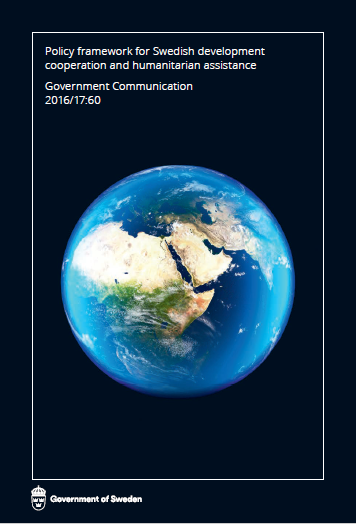 Policy framework for Swedish development
cooperation and humanitarian assistance
Government Communication
2016/17:60
Government of Sweden